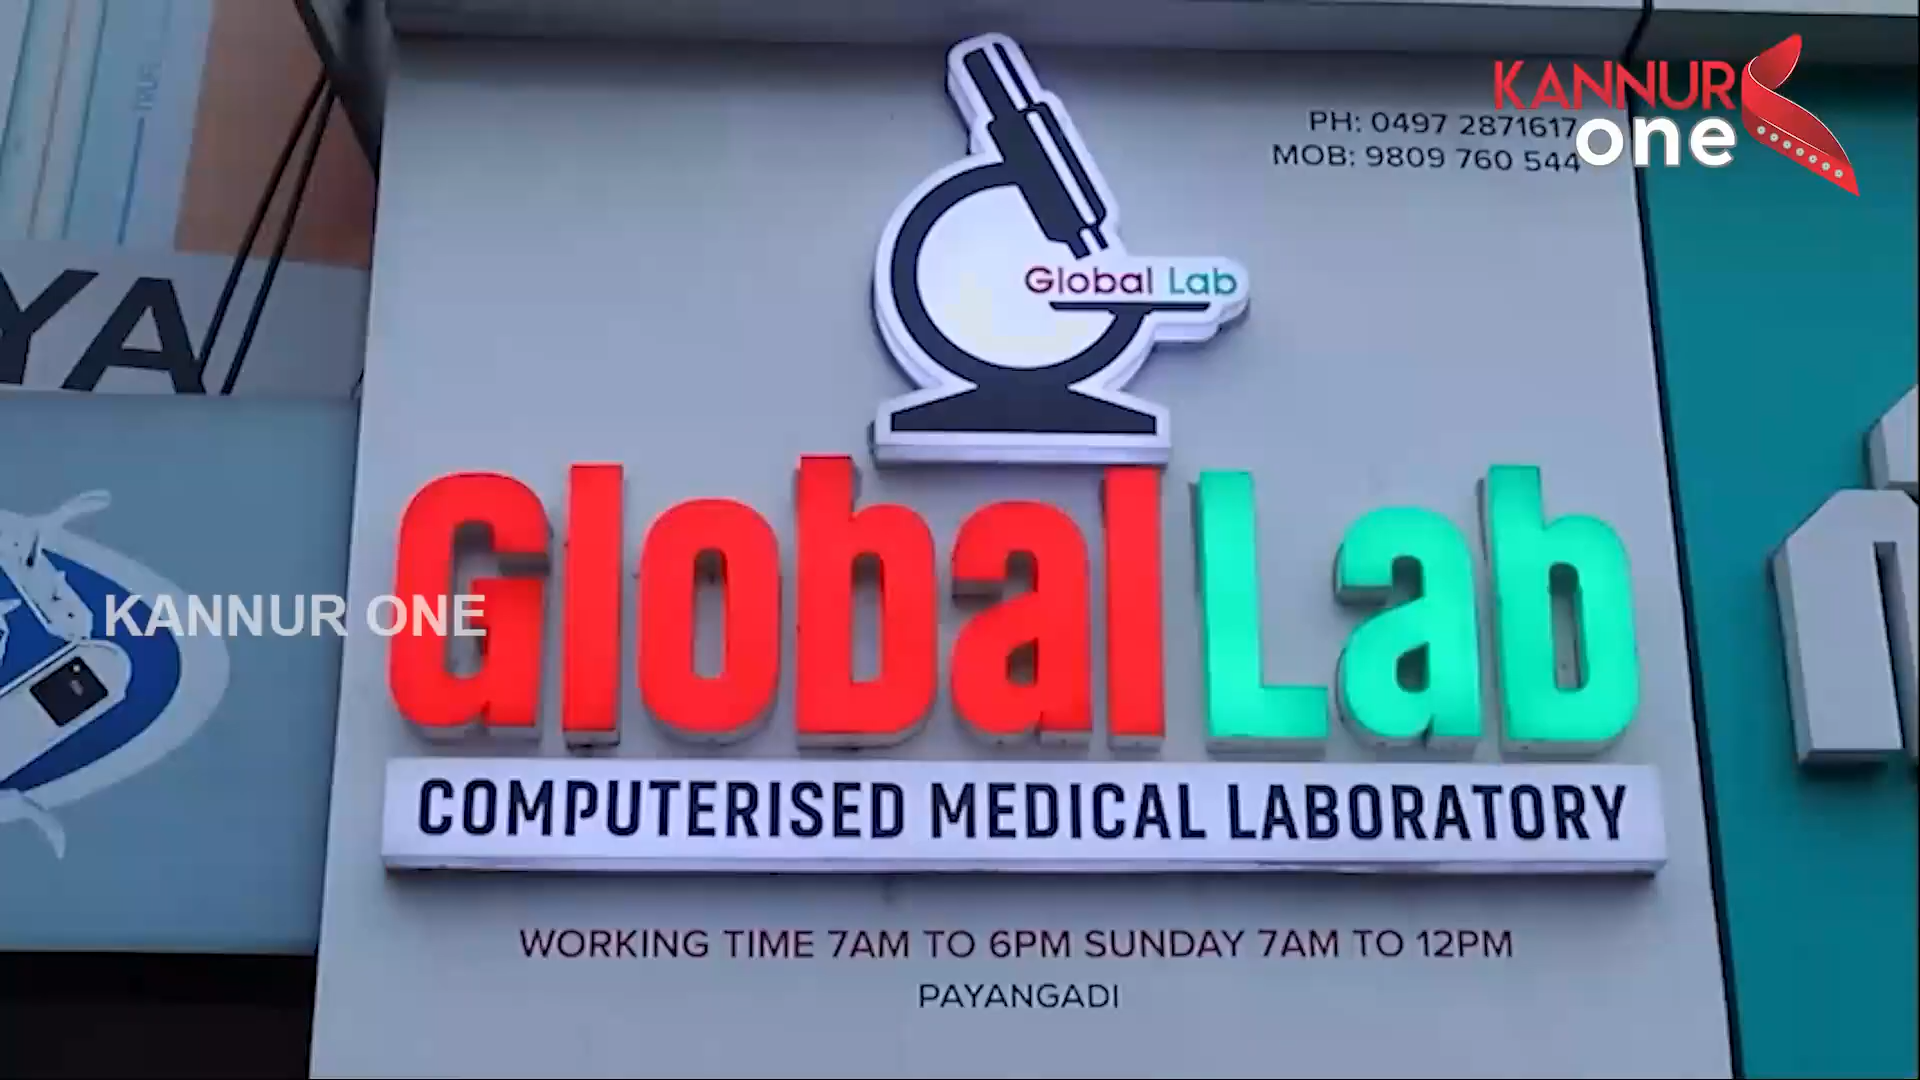 KANNUR
one
PH: 0497 2871617
MOB: 9809 760 544
Global Lab
YA
Global Lab
KANNUR ONE
COMPUTERISED MEDICAL LABORATORY
WORKING TIME 7AM TO 6PM SUNDAY 7AM TO 12PM
PAYANGADI